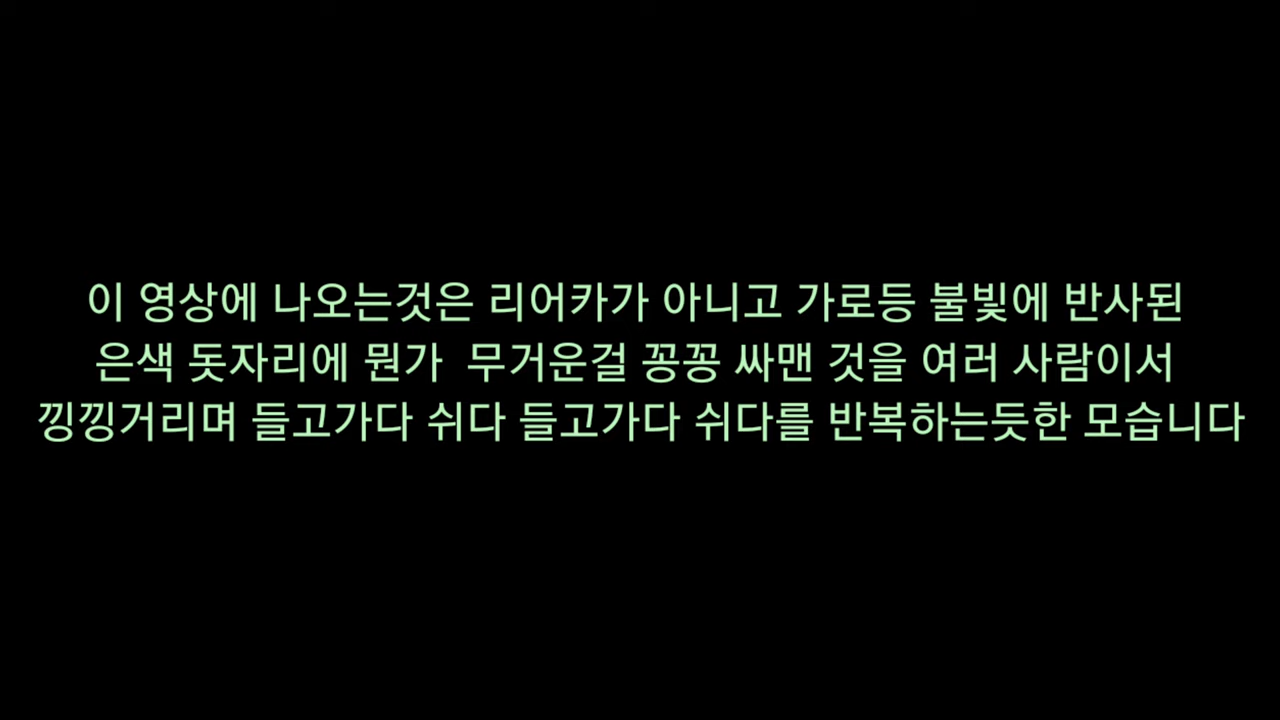 이 영상에 나오는것은 리어카가 아니고 가로등 불빛에 반사된
은색 돗자리에 뭔가 무거운걸 꽁꽁 싸맨 것을 여러 사람이서
낑낑거리며 들고가다 쉬다 들고가다 쉬다를 반복하는듯한 모습니다